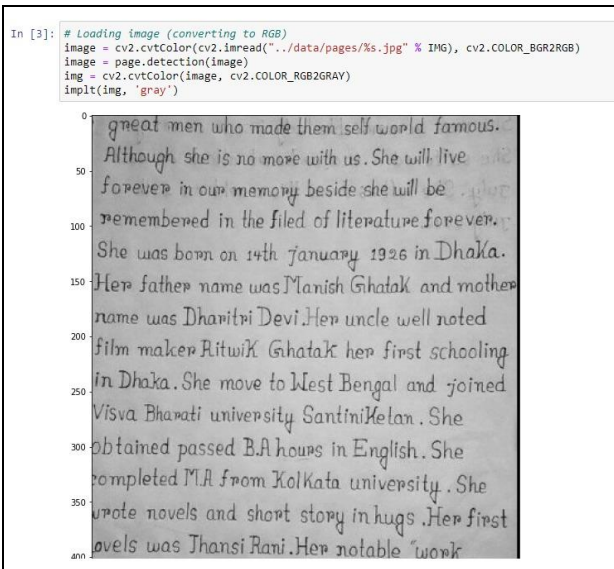 In [3]: # Loading image (converting to RGB)
image = cv2.cvtColor(cv2.imread("../data/pages/%s.jpg" % IMG), cv2.COLOR_BGR2RGB)
image = page.detection(image)
img = cv2.cvtColor(image, cv2.COLOR_RGB2GRAY)
implt(img, 'gray')
0
great men who made them self world famous.
Although she is no more with us. She will live
50
forever in our memory beside she will be
100
remembered in the filed of literature forever.
She was born on 14th january 1926 in Dhaka.
150
Her father name was Manish Ghatak and mother
name was Dharitri Devi. Her uncle well noted
200
film maker Ritwik Ghatak her first schooling
250
in Dhaka. She move to West Bengal and joined
Visva Bharati university Santiniketan. She
300
obtained passed B.A hours in English. She
completed M.A from Kolkata university. She
350
wrote novels and short story in hugs. Her first
400
ovels was Jhansi Rani. Her notable "work